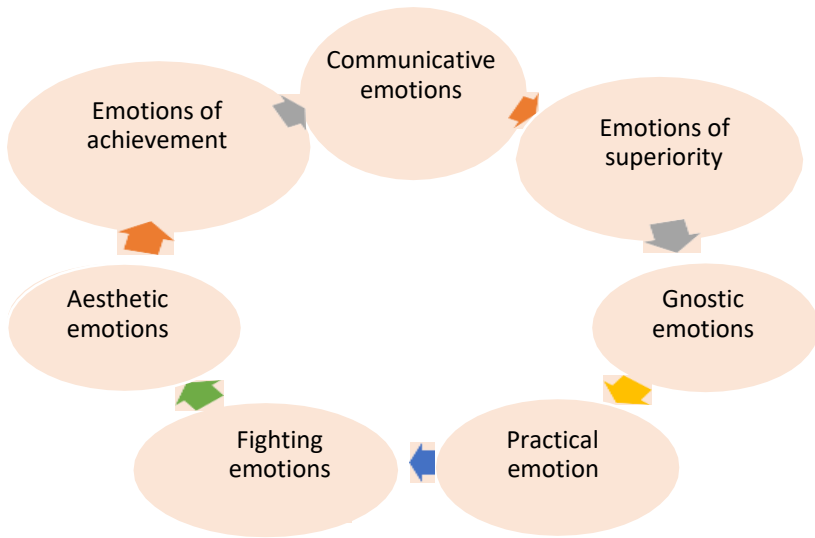 Communicative
emotions
Emotions of
superiority
Gnostic
emotions
Practical
emotion
Fighting
emotions
Aesthetic
emotions
Emotions of
achievement